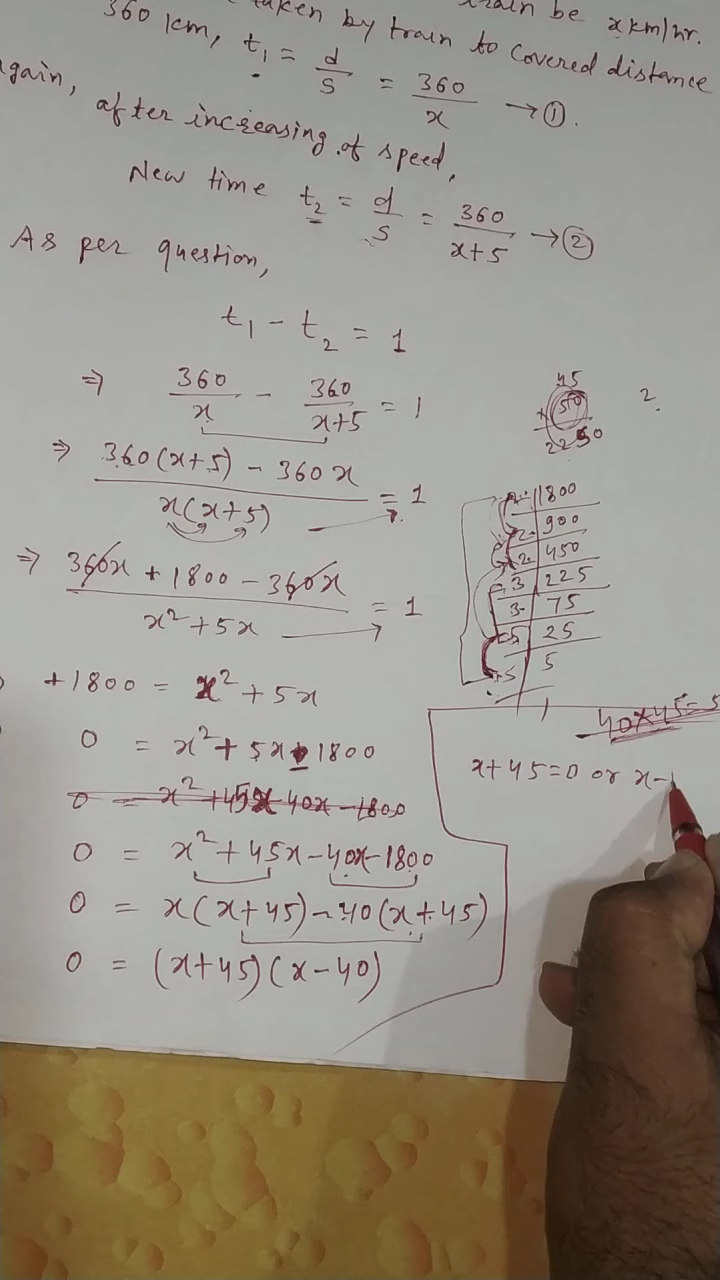 taken by train to covered distance
train be x km/hr.
360 km, t₁ = d/s = 360/x → ①.
gain, after increasing of speed,
New time t₂ = d/s = 360/x+5 → ②
As per question,
t₁ - t₂ = 1
⇒ 360/x - 360/x+5 = 1
⇒ 360(x+5) - 360x / x(x+5) = 1
⇒ 360x + 1800 - 360x / x² + 5x = 1
+1800 = x² + 5x
0 = x² + 5x - 1800
0 = x² + 45x - 40x - 1800
0 = x² + 45x - 40x - 1800
0 = x(x+45) - 40(x+45)
0 = (x+45)(x-40)
45
× 50
2250
2.
1800
2 900
2 450
3 225
3 75
5 25
5 5
1
40×45=5
x+45=0 or x-